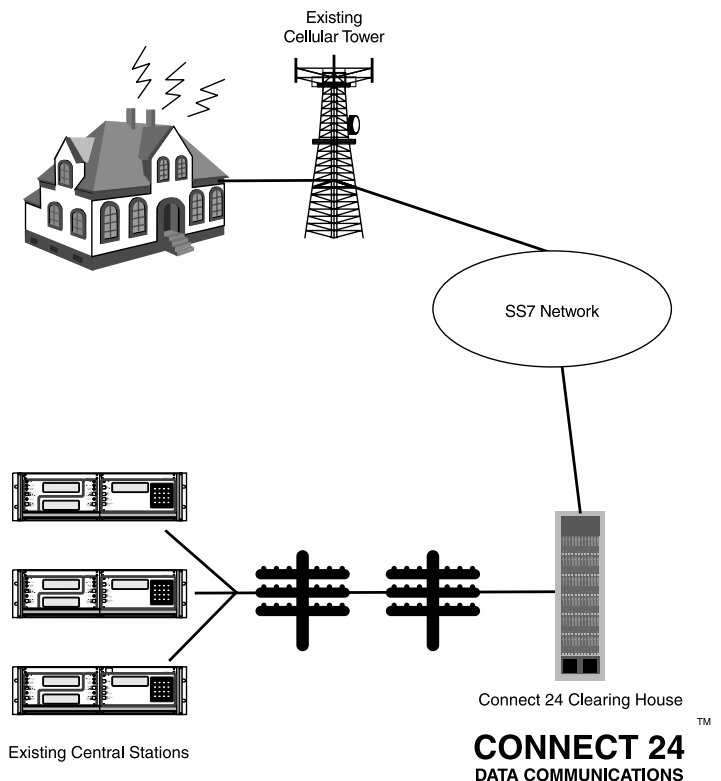 Existing
Cellular Tower
SS7 Network
Connect 24 Clearing House
Existing Central Stations
TM
CONNECT 24
DATA COMMUNICATIONS